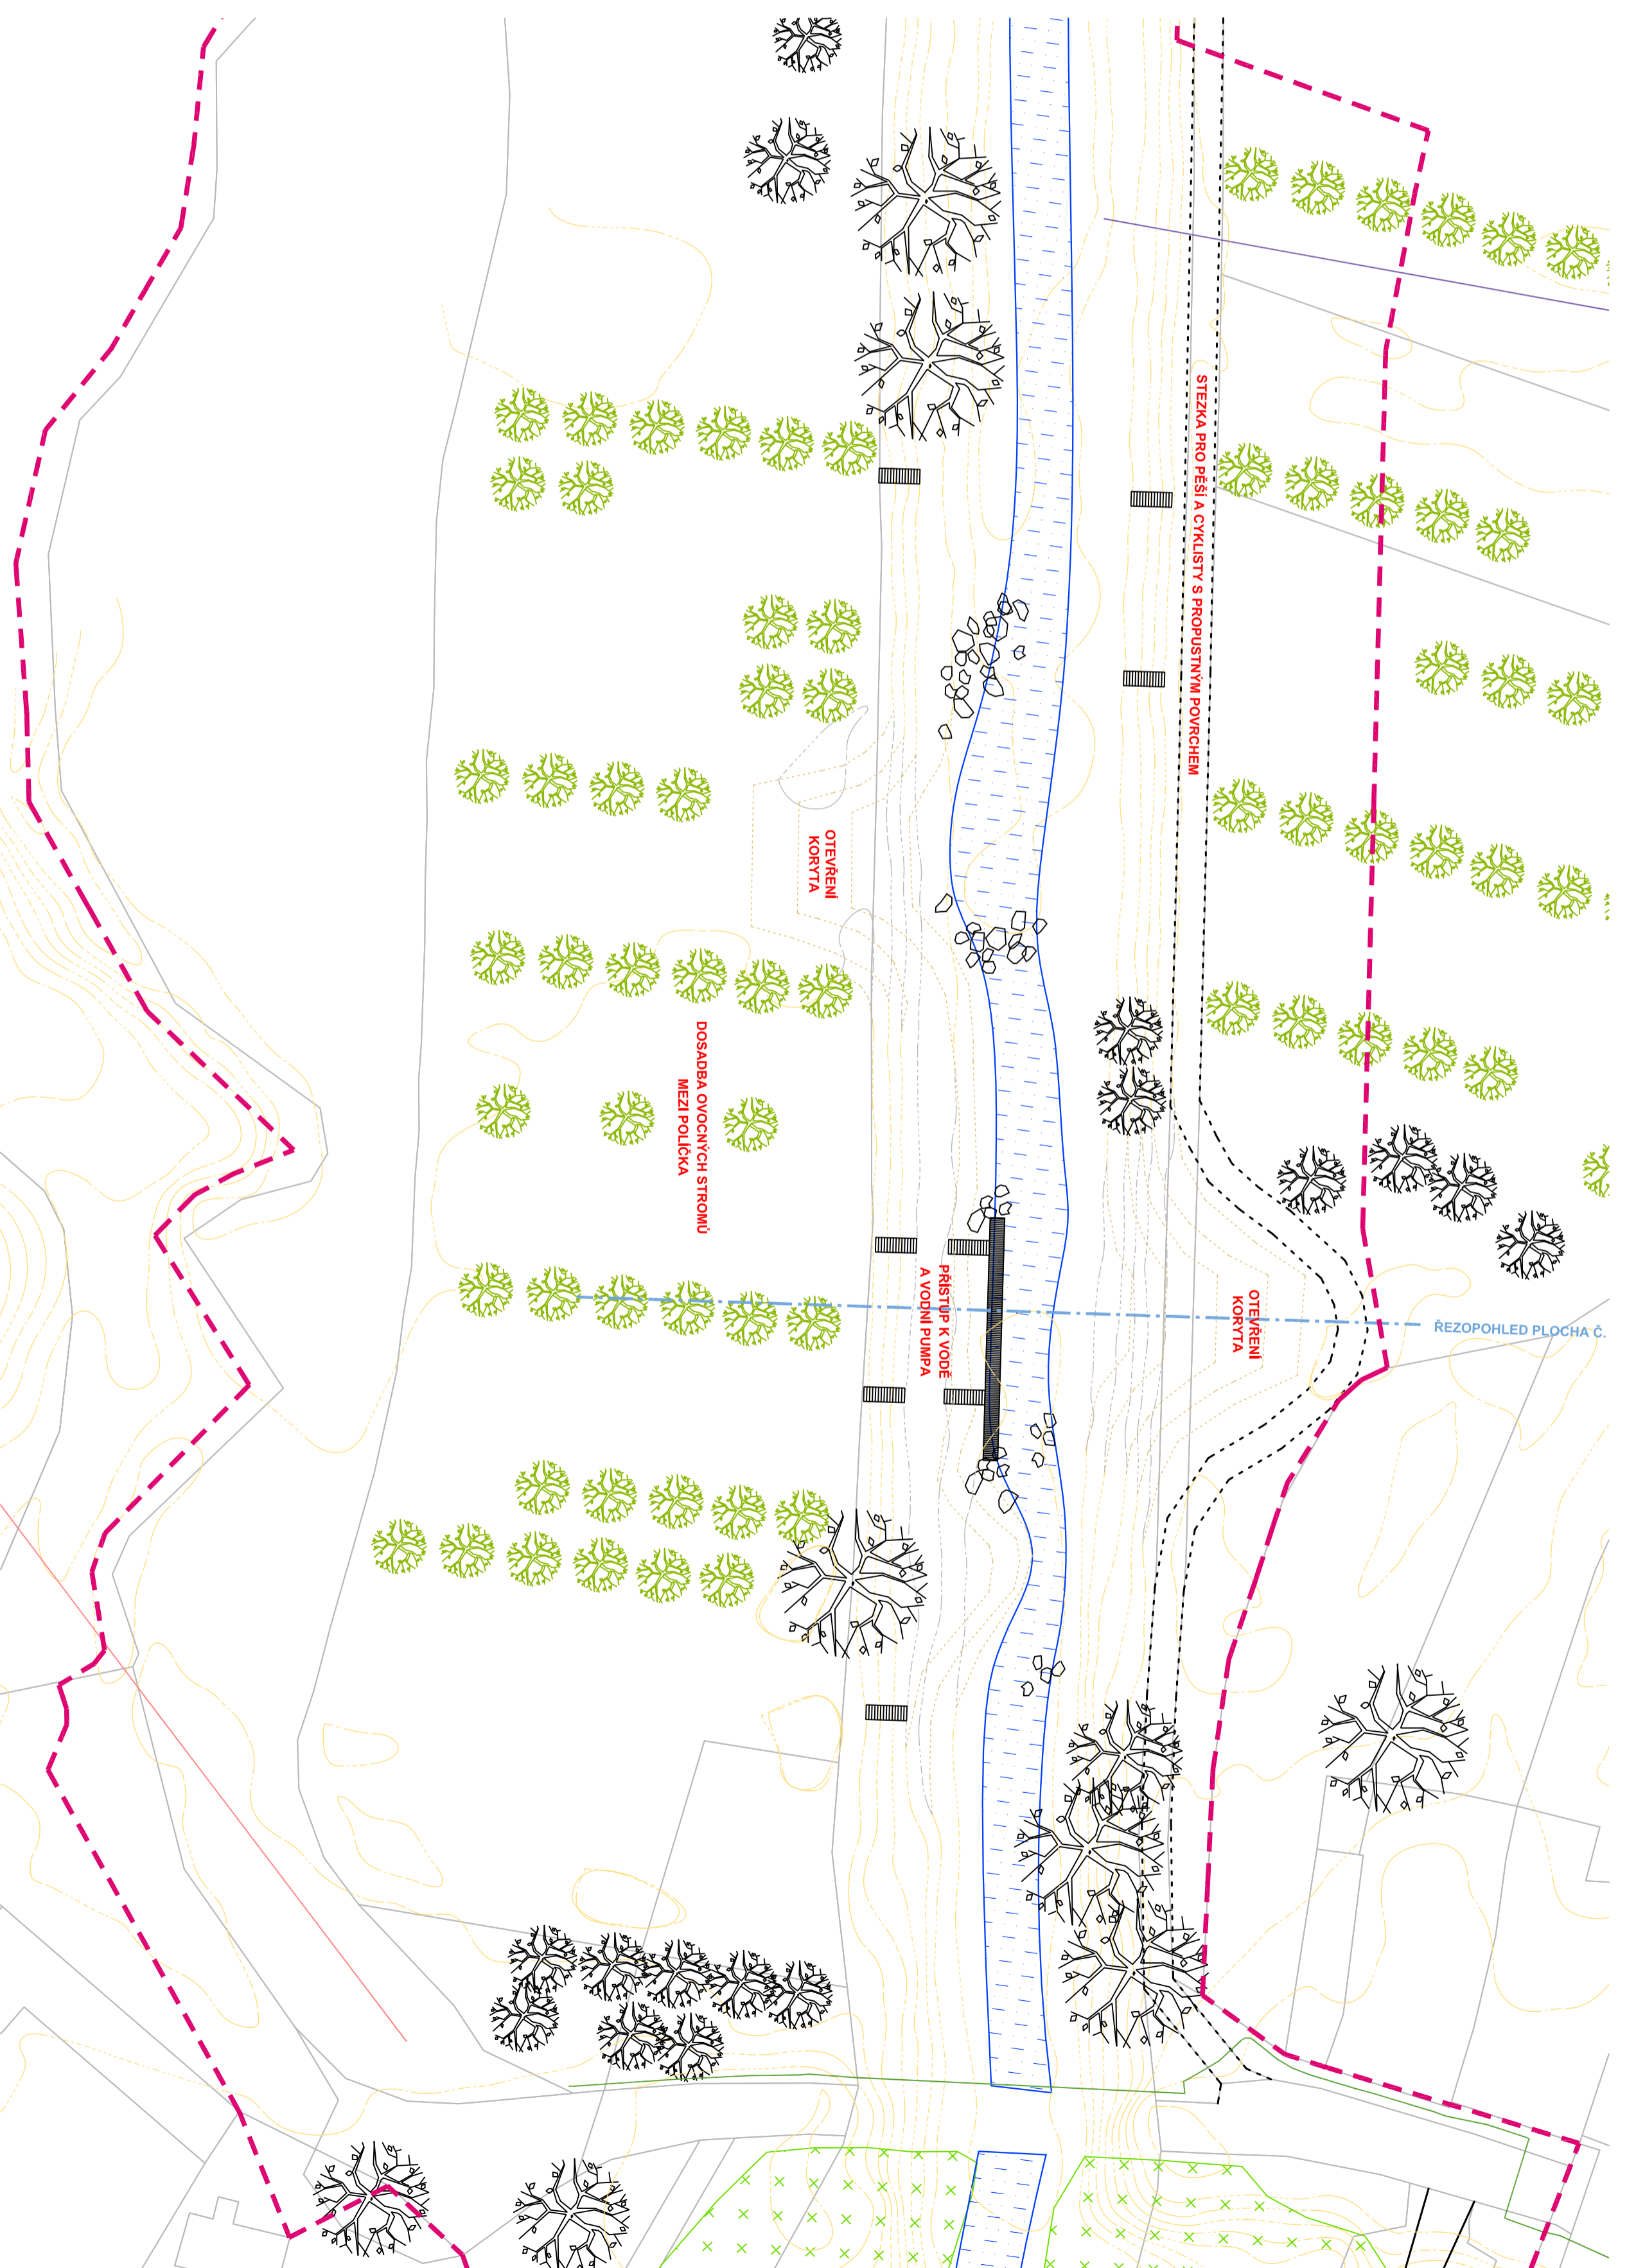 STEZKA PRO PĚŠÍ A CYKLISTY S PROPUSTNÝM POVRCHEM
OTEVŘENÍ
KORYTA
DOSADBA OVOCNÝCH STROMŮ
MEZI POLÍČKA
PŘÍSTUP K VODĚ
A VODNÍ PUMPA
OTEVŘENÍ
KORYTA
ŘEZOPOHLED PLOCHA Č.